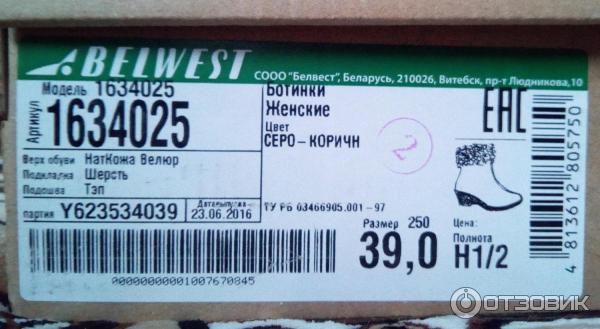 BELWEST
СООО "Белвест", Беларусь, 210026, Витебск, пр-т Людникова,10
Модель 1634025
Артикул 1634025
Ботинки
Женские
Цвет
СЕРО-КОРИЧН
2
EAC
Верх обуви НатКожа Велюр
Подкладка Шерсть
Подошва Тэп
партия Y623534039
Дата выпуска
23.06.2016
ТУ РБ 03466905.001-97
Размер 250
39,0
Цена:
Полнота
H1/2
00000000001007670845
4 813612 805750
ОТЗОВИК